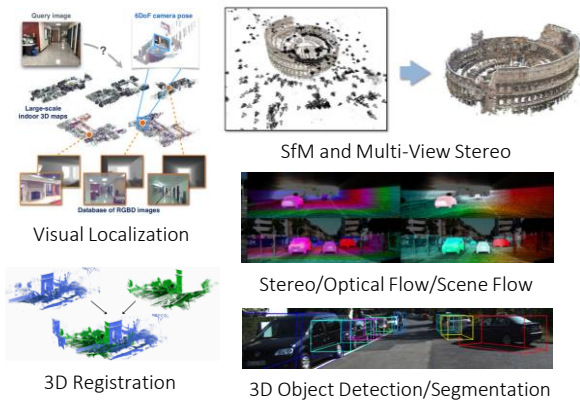 Query image
6DoF camera pose
?
Large-scale
indoor 3D maps
Database of RGBD images
Visual Localization
SfM and Multi-View Stereo
Stereo/Optical Flow/Scene Flow
3D Registration
3D Object Detection/Segmentation